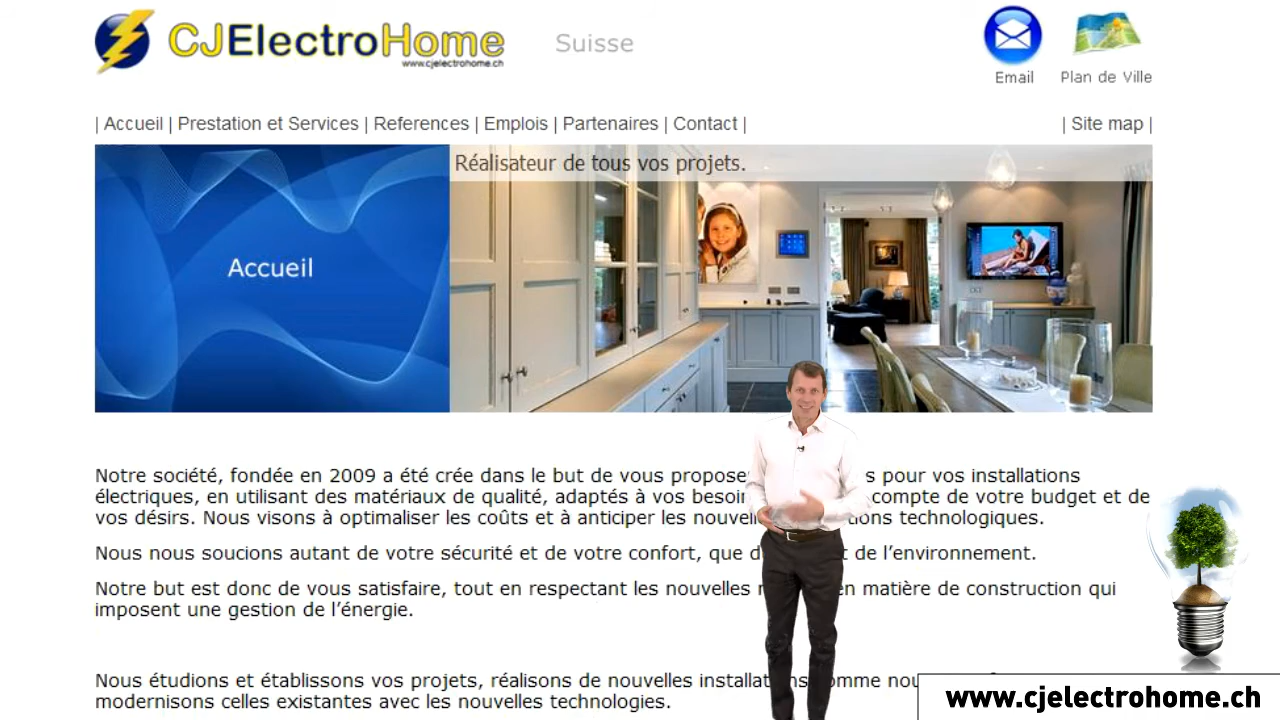 CJElectroHome
www.cjelectrohome.ch
Suisse
Email
Plan de Ville
| Accueil | Prestation et Services | References | Emplois | Partenaires | Contact |
| Site map |
Réalisateur de tous vos projets.
Accueil
Notre société, fondée en 2009 a été crée dans le but de vous propose s pour vos installations
électriques, en utilisant des matériaux de qualité, adaptés à vos besoin compte de votre budget et de
vos désirs. Nous visons à optimaliser les coûts et à anticiper les nouvel tions technologiques.
Nous nous soucions autant de votre sécurité et de votre confort, que d t de l'environnement.
Notre but est donc de vous satisfaire, tout en respectant les nouvelles en matière de construction qui
imposent une gestion de l'énergie.
Nous étudions et établissons vos projets, réalisons de nouvelles installat ns comme nou
modernisons celles existantes avec les nouvelles technologies.
www.cjelectrohome.ch